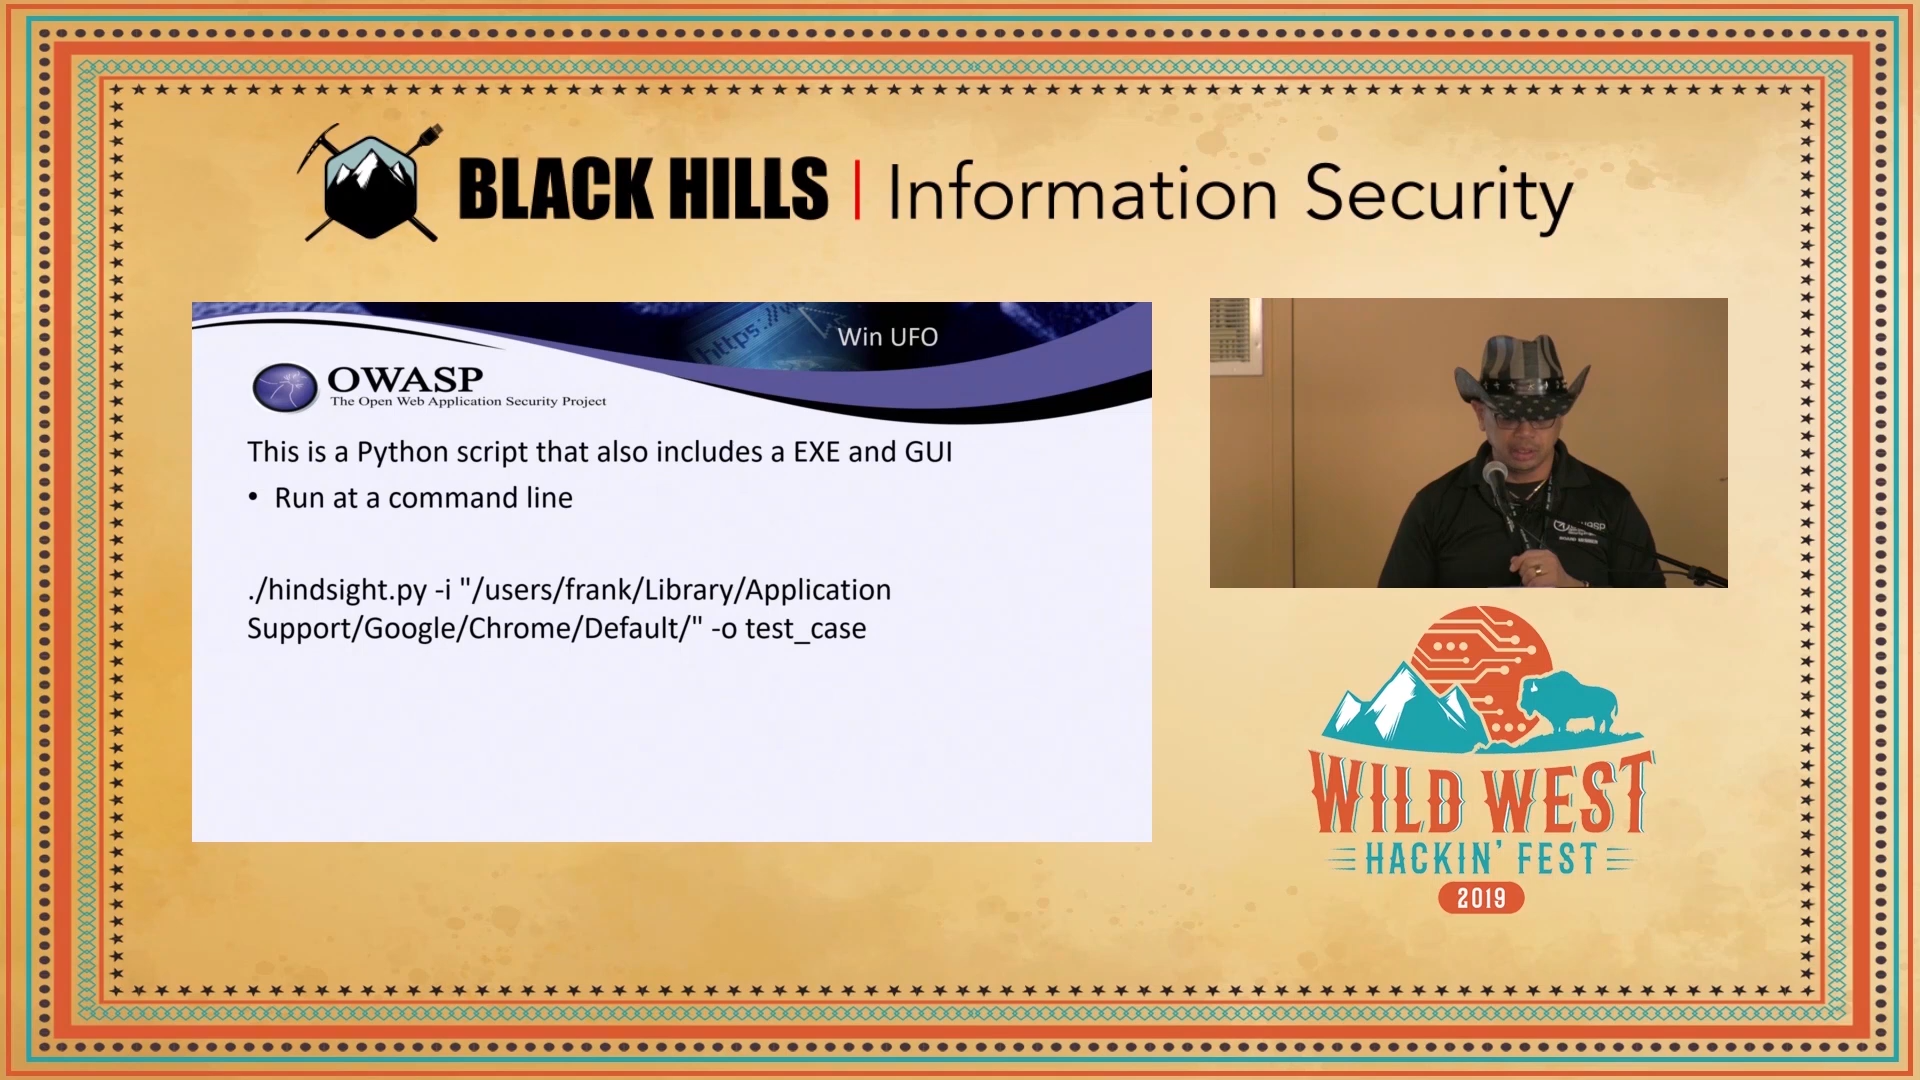 BLACK HILLS | Information Security
Win UFO
OWASP
The Open Web Application Security Project
This is a Python script that also includes a EXE and GUI
• Run at a command line
./hindsight.py -i "/users/frank/Library/Application
Support/Google/Chrome/Default/" -o test_case
https://w
OWASP
WILD WEST
HACKIN' FEST
2019